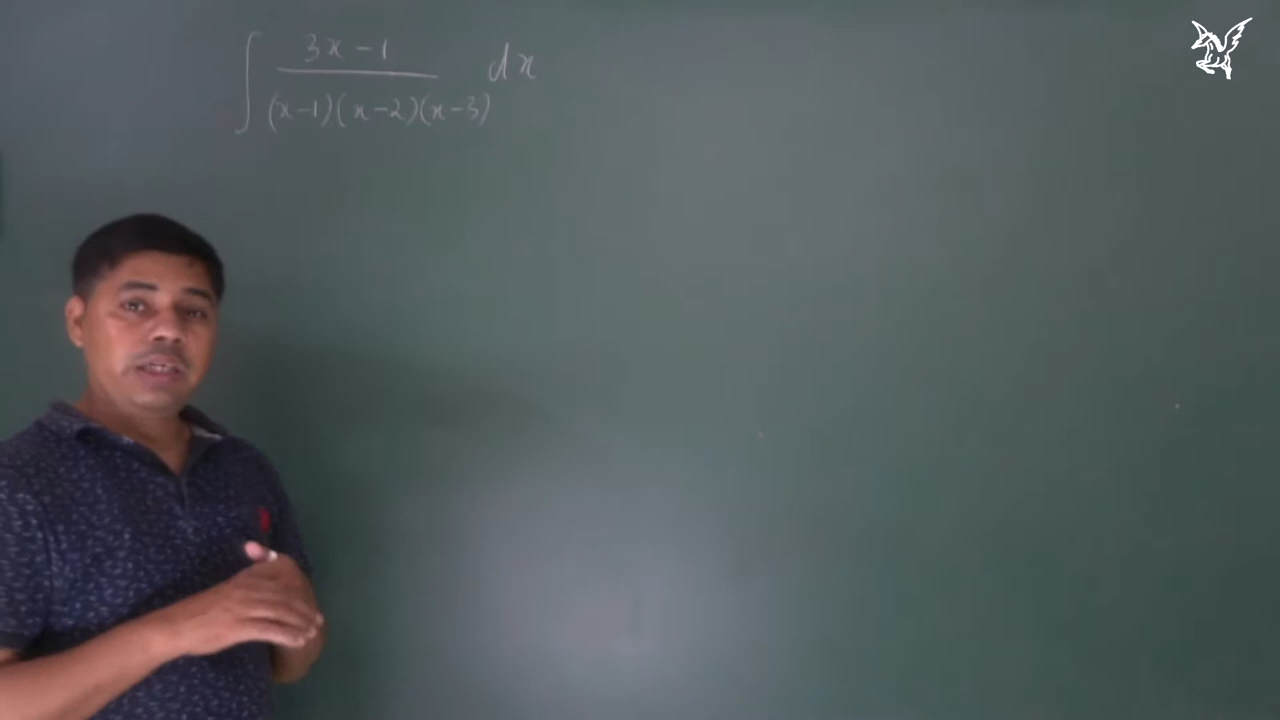 ∫ 3x-1 / (x-1)(x-2)(x-3) dx